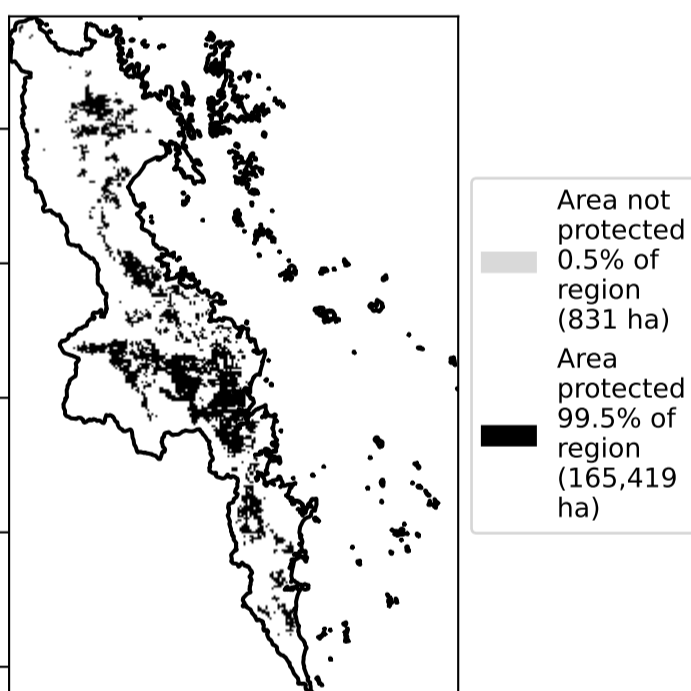 Area not
protected
0.5% of
region
(831 ha)
Area
protected
99.5% of
region
(165,419
ha)